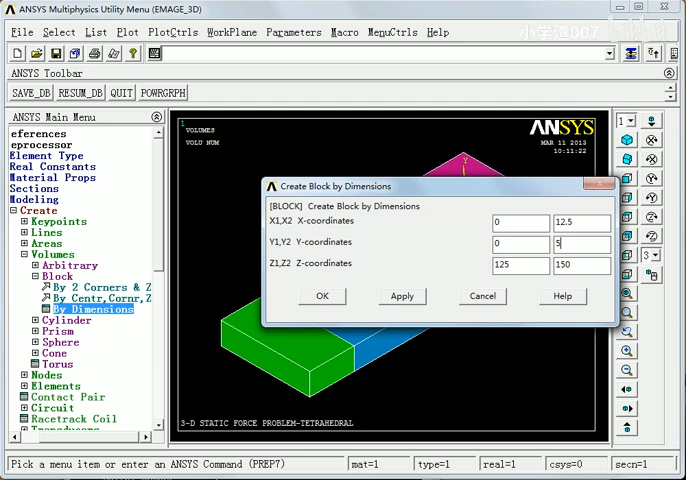 ANSYS Multiphysics Utility Menu (EMAGE_3D)
File Select List Plot PlotCtrls WorkPlane Parameters Macro MenuCtrls Help
小学渣007
ANSYS Toolbar
SAVE_DB RESUM_DB QUIT POWRGRPH
ANSYS Main Menu
eferences
eprocessor
Element Type
Real Constants
Material Props
Sections
Modeling
Create
Keypoints
Lines
Areas
Volumes
Arbitrary
Block
By 2 Corners & Z
By Centr,Cornr,Z
By Dimensions
Cylinder
Prism
Sphere
Cone
Torus
Nodes
Elements
Contact Pair
Circuit
Racetrack Coil
1
VOLUMES
VOLU NUM
ANSYS
MAR 11 2013
10:11:22
Y
Create Block by Dimensions
[BLOCK] Create Block by Dimensions
X1,X2 X-coordinates 0 12.5
Y1,Y2 Y-coordinates 0 5
Z1,Z2 Z-coordinates 125 150
OK Apply Cancel Help
3-D STATIC FORCE PROBLEM-TETRAHEDRAL
1
3
Pick a menu item or enter an ANSYS Command (PREP7) mat=1 type=1 real=1 csys=0 secn=1